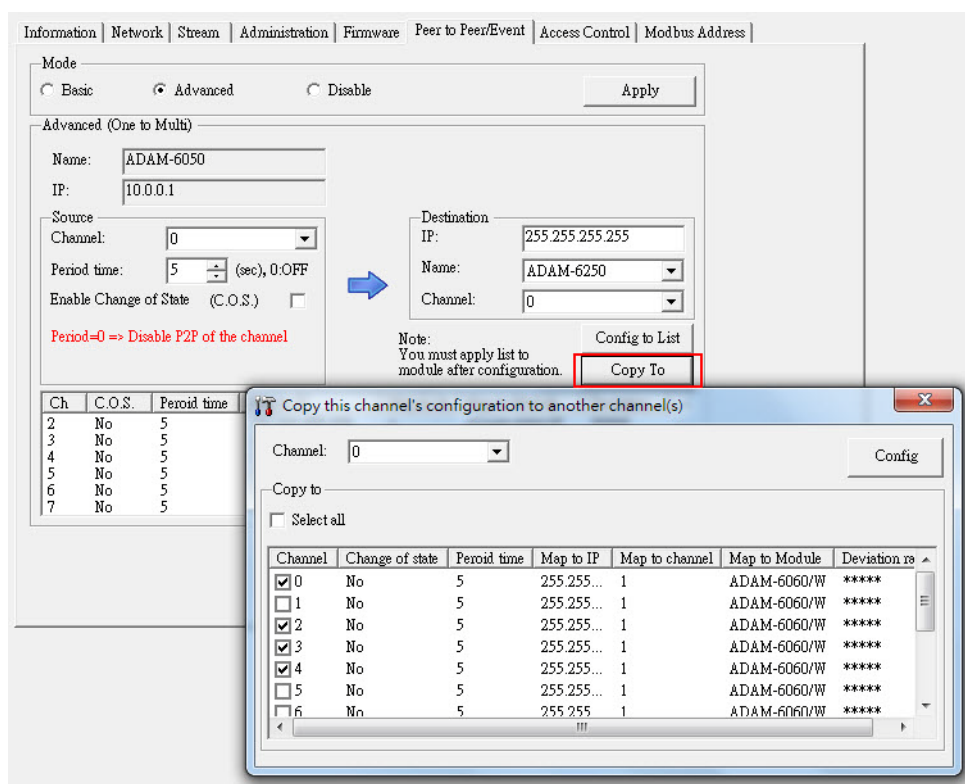 Information Network Stream Administration Firmware Peer to Peer/Event Access Control Modbus Address
Mode
Basic Advanced Disable Apply
Advanced (One to Multi)
Name: ADAM-6050
IP: 10.0.0.1
Source
Channel: 0
Period time: 5 (sec), 0:OFF
Enable Change of State (C.O.S.)
Period=0 => Disable P2P of the channel
Destination
IP: 255.255.255.255
Name: ADAM-6250
Channel: 0
Note:
You must apply list to
module after configuration.
Config to List
Copy To
Ch C.O.S. Peroid time
2 No 5
3 No 5
4 No 5
5 No 5
6 No 5
7 No 5
Copy this channel's configuration to another channel(s)
Channel: 0 Config
Copy to
Select all
Channel Change of state Peroid time Map to IP Map to channel Map to Module Deviation ra
0 No 5 255.255... 1 ADAM-6060/W *****
1 No 5 255.255... 1 ADAM-6060/W *****
2 No 5 255.255... 1 ADAM-6060/W *****
3 No 5 255.255... 1 ADAM-6060/W *****
4 No 5 255.255... 1 ADAM-6060/W *****
5 No 5 255.255... 1 ADAM-6060/W *****
6 No 5 255.255 1 ADAM-6060/W *****